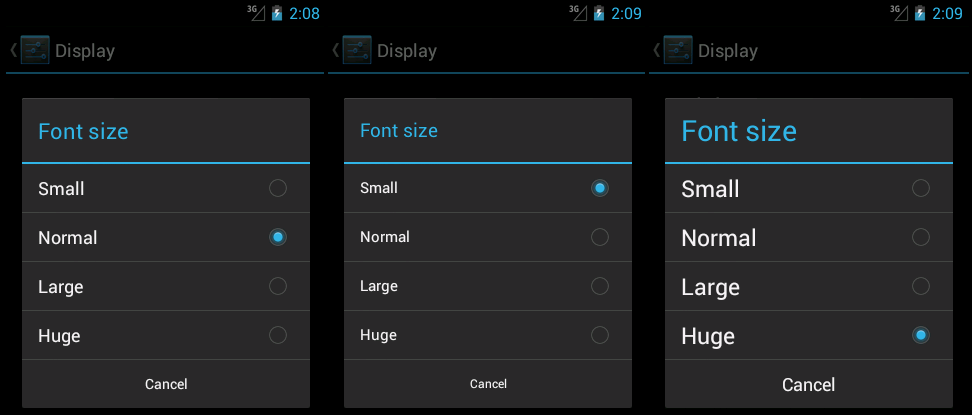 3G 2:08
Display
Font size
Small
Normal
Large
Huge
Cancel
3G 2:09
Display
Font size
Small
Normal
Large
Huge
Cancel
3G 2:09
Display
Font size
Small
Normal
Large
Huge
Cancel